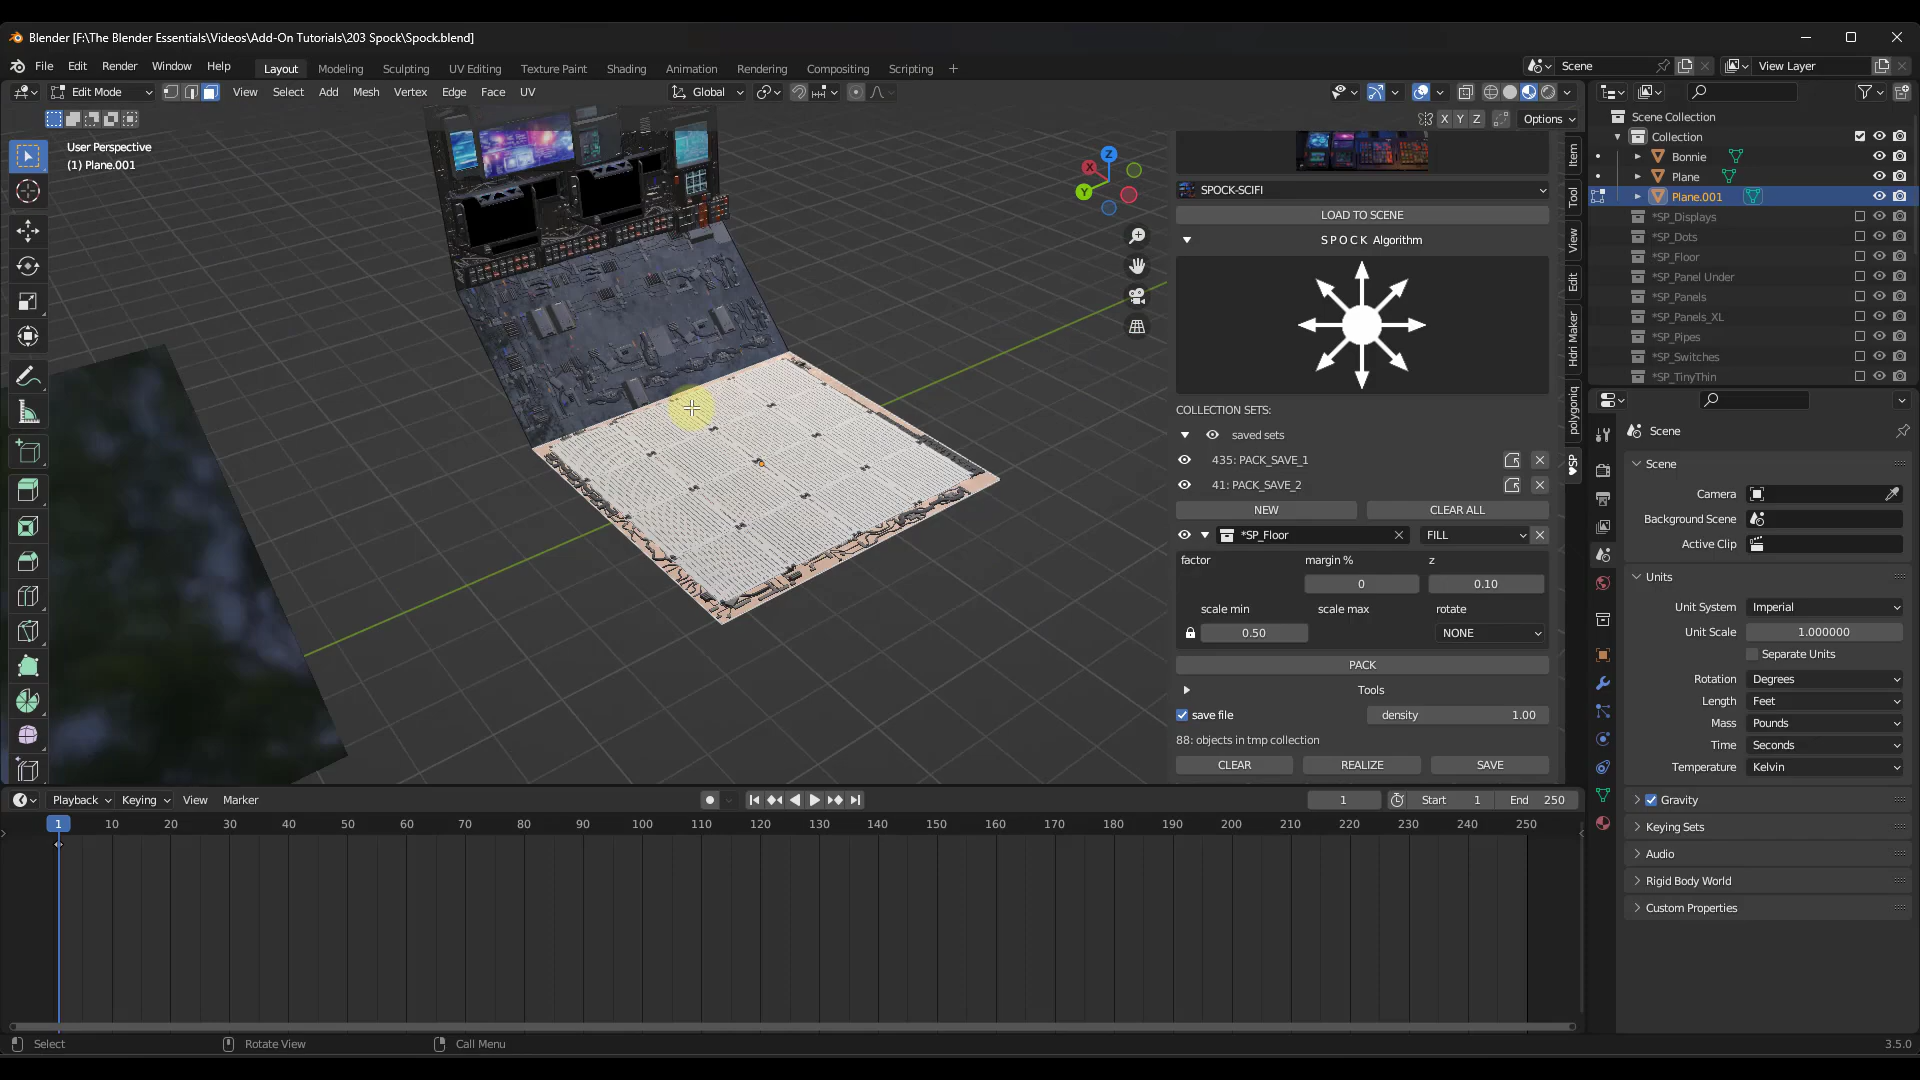 Blender [F:\The Blender Essentials\Videos\Add-On Tutorials\203 Spock\Spock.blend]
File Edit Render Window Help Layout Modeling Sculpting UV Editing Texture Paint Shading Animation Rendering Compositing Scripting + Scene View Layer
Edit Mode View Select Add Mesh Vertex Edge Face UV Global
X Y Z Options
User Perspective
(1) Plane.001
Z
X
Y
Item
Tool
View
Edit
Hdri Maker
polygoniq
SP
SPOCK-SCIFI
LOAD TO SCENE
S P O C K Algorithm
COLLECTION SETS:
saved sets
435: PACK_SAVE_1
41: PACK_SAVE_2
NEW CLEAR ALL
*SP_Floor FILL
factor margin % z
0 0.10
scale min scale max rotate
0.50 NONE
PACK
Tools
save file density 1.00
88: objects in tmp collection
CLEAR REALIZE SAVE
Scene Collection
Collection
Bonnie
Plane
Plane.001
*SP_Displays
*SP_Dots
*SP_Floor
*SP_Panel Under
*SP_Panels
*SP_Panels_XL
*SP_Pipes
*SP_Switches
*SP_TinyThin
Scene
Scene
Camera
Background Scene
Active Clip
Units
Unit System Imperial
Unit Scale 1.000000
Separate Units
Rotation Degrees
Length Feet
Mass Pounds
Time Seconds
Temperature Kelvin
Gravity
Keying Sets
Audio
Rigid Body World
Custom Properties
Playback Keying View Marker 1 Start 1 End 250
1 10 20 30 40 50 60 70 80 90 100 110 120 130 140 150 160 170 180 190 200 210 220 230 240 250
Select Rotate View Call Menu 3.5.0